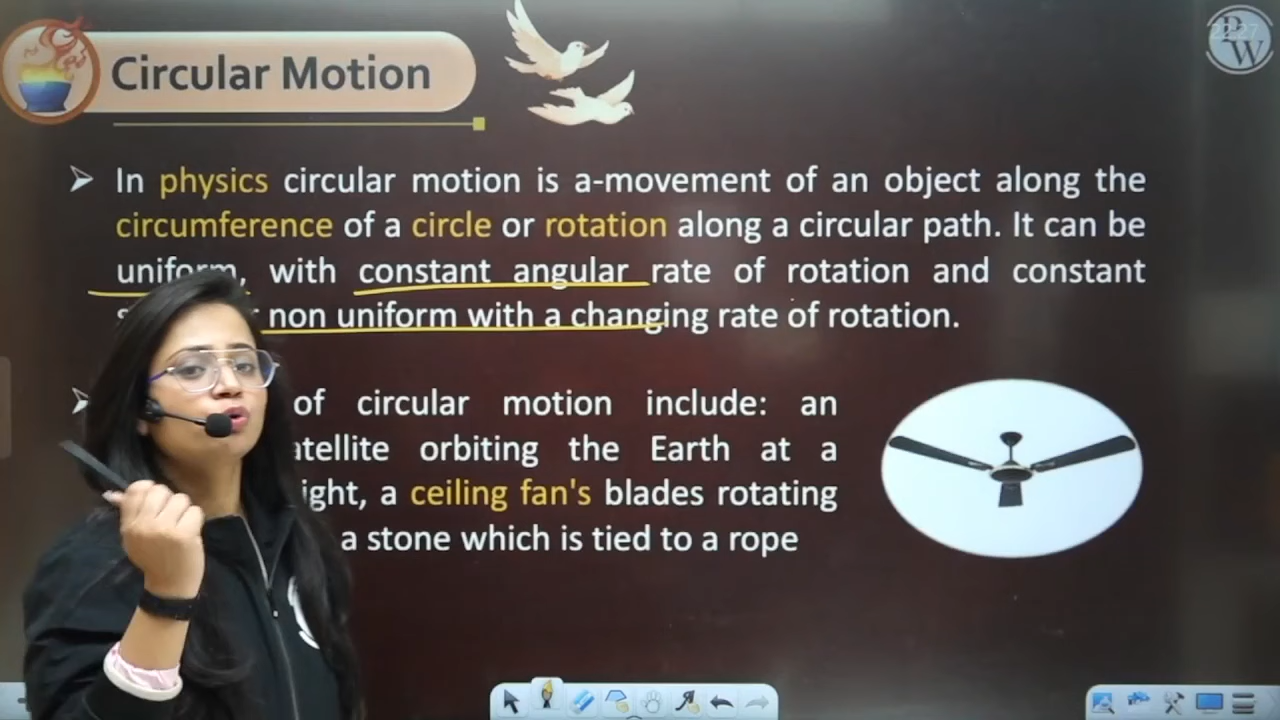 Circular Motion
PW
22:27
In physics circular motion is a-movement of an object along the
circumference of a circle or rotation along a circular path. It can be
uniform, with constant angular rate of rotation and constant
non uniform with a changing rate of rotation.
of circular motion include: an
orbiting the Earth at a
a ceiling fan's blades rotating
a stone which is tied to a rope